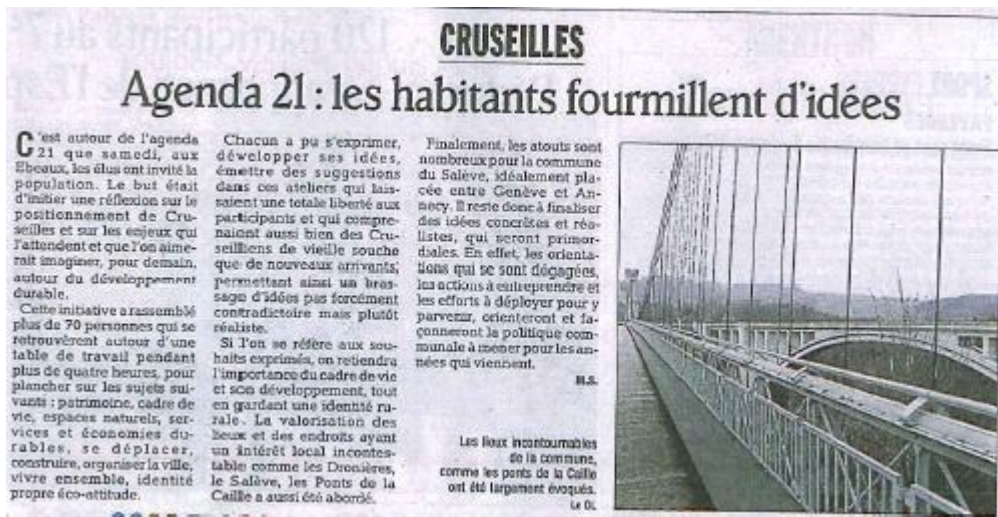 CRUSEILLES
Agenda 21 : les habitants fourmillent d'idées
C'est autour de l'agenda
21 que samedi, aux
Ebeaux, les élus ont invité la
population. Le but était
d'initier une réflexion sur le
positionnement de Cru-
seilles et sur les enjeux qui
l'attendent et que l'on aime-
rait imaginer, pour demain,
autour du développement
durable.
Cette initiative a rassemblé
plus de 70 personnes qui se
retrouvèrent autour d'une
table de travail pendant
plus de quatre heures, pour
plancher sur les sujets sui-
vants : patrimoine, cadre de
vie, espaces naturels, ser-
vices et économies du-
rables, se déplacer,
construire, organiser la ville,
vivre ensemble, identité
propre éco-attitude.
Chacun a pu s'exprimer,
développer ses idées,
émettre des suggestions
dans ces ateliers qui lais-
saient une totale liberté aux
participants et qui compre-
naient aussi bien des Cru-
seilliens de vieille souche
que de nouveaux arrivants,
permettant ainsi un bras-
sage d'idées pas forcément
contradictoire mais plutôt
réaliste.
Si l'on se réfère aux sou-
haits exprimés, on retiendra
l'importance du cadre de vie
et son développement, tout
en gardant une identité ru-
rale. La valorisation des
lieux et des endroits ayant
un intérêt local incontes-
table comme les Dronières,
le Salève, les Ponts de la
Caille a aussi été abordé.
Finalement, les atouts sont
nombreux pour la commune
du Salève, idéalement pla-
cée entre Genève et An-
necy. Il reste donc à finaliser
des idées concrètes et réa-
listes, qui seront primor-
diales. En effet, les orienta-
tions qui se sont dégagées,
les actions à entreprendre et
les efforts à déployer pour y
parvenir, orienteront et fa-
çonneront la politique com-
munale à mener pour les an-
nées qui viennent.
M.S.
Les lieux incontournables
de la commune,
comme les ponts de la Caille
ont été largement évoqués.
Le DL